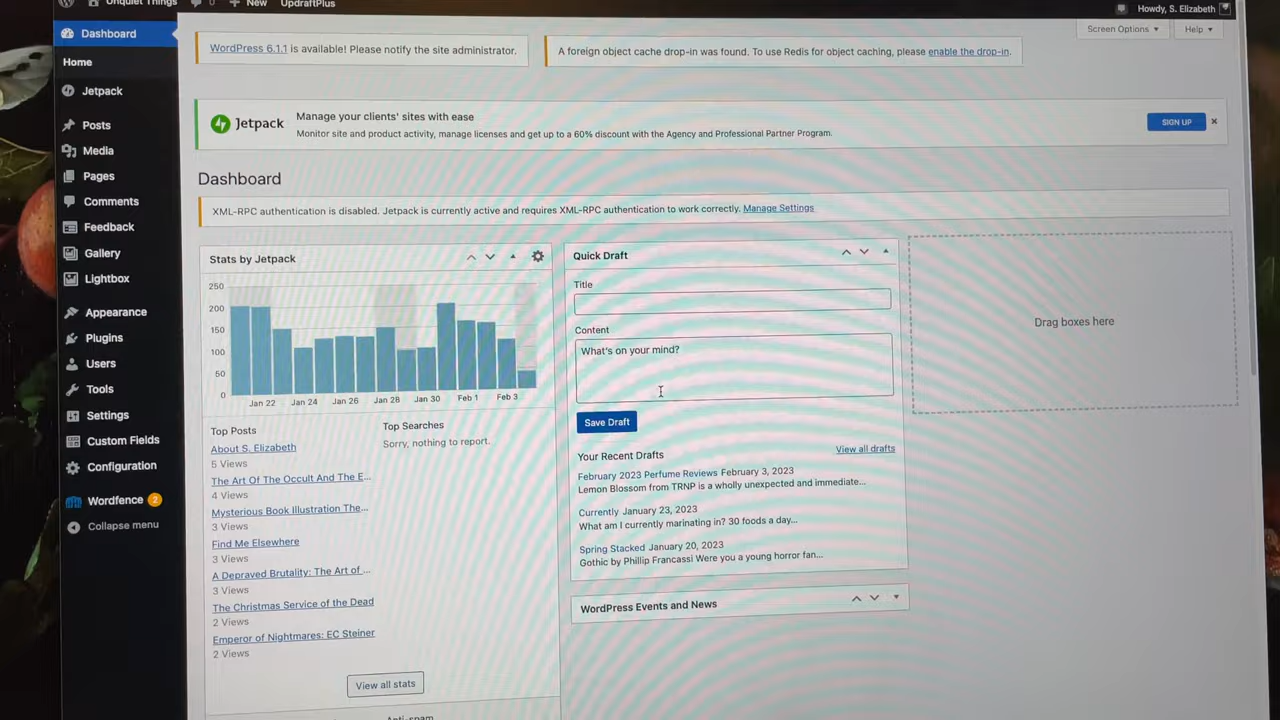 Unquiet Things
0
New
UpdraftPlus
Howdy, S. Elizabeth
Dashboard
Home
Jetpack
Posts
Media
Pages
Comments
Feedback
Gallery
Lightbox
Appearance
Plugins
Users
Tools
Settings
Custom Fields
Configuration
Wordfence 2
Collapse menu
Screen Options
Help
WordPress 6.1.1 is available! Please notify the site administrator.
A foreign object cache drop-in was found. To use Redis for object caching, please enable the drop-in.
Jetpack
Manage your clients' sites with ease
Monitor site and product activity, manage licenses and get up to a 60% discount with the Agency and Professional Partner Program.
SIGN UP
Dashboard
XML-RPC authentication is disabled. Jetpack is currently active and requires XML-RPC authentication to work correctly. Manage Settings
Stats by Jetpack
250
200
150
100
50
0
Jan 22 Jan 24 Jan 26 Jan 28 Jan 30 Feb 1 Feb 3
Top Posts
About S. Elizabeth
5 Views
The Art Of The Occult And The E...
4 Views
Mysterious Book Illustration The...
3 Views
Find Me Elsewhere
3 Views
A Depraved Brutality: The Art of ...
3 Views
The Christmas Service of the Dead
2 Views
Emperor of Nightmares: EC Steiner
2 Views
Top Searches
Sorry, nothing to report.
View all stats
Anti-spam
Quick Draft
Title
Content
What's on your mind?
Save Draft
Your Recent Drafts
View all drafts
February 2023 Perfume Reviews February 3, 2023
Lemon Blossom from TRNP is a wholly unexpected and immediate...
Currently January 23, 2023
What am I currently marinating in? 30 foods a day...
Spring Stacked January 20, 2023
Gothic by Phillip Francassi Were you a young horror fan...
WordPress Events and News
Drag boxes here